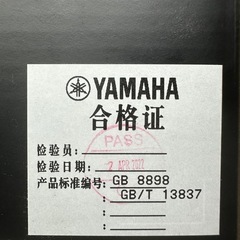 YAMAHA
合格证
检验员:
PASS
检验日期: 2 APR 2022
产品标准编号: GB 8898
GB/T 13837